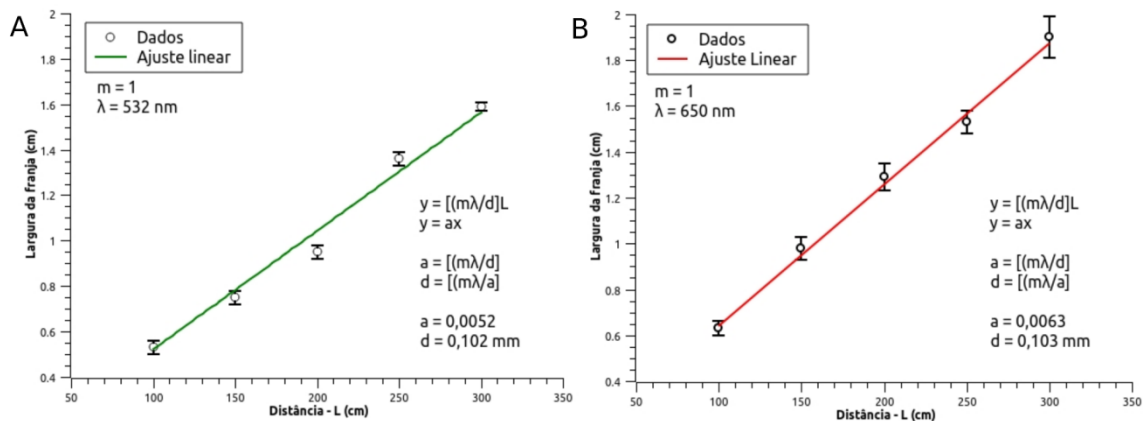 A
Largura da franja (cm)
2
1.8
1.6
1.4
1.2
1
0.8
0.6
0.4
Dados
Ajuste linear
m = 1
λ = 532 nm
y = [(mλ/d]L
y = ax
a = [(mλ/d]
d = [(mλ/a]
a = 0,0052
d = 0,102 mm
50 100 150 200 250 300 350
Distância - L (cm)
B
Largura da franja (cm)
2
1.8
1.6
1.4
1.2
1
0.8
0.6
0.4
Dados
Ajuste Linear
m = 1
λ = 650 nm
y = [(mλ/d]L
y = ax
a = [(mλ/d]
d = [(mλ/a]
a = 0,0063
d = 0,103 mm
50 100 150 200 250 300 350
Distância - L (cm)